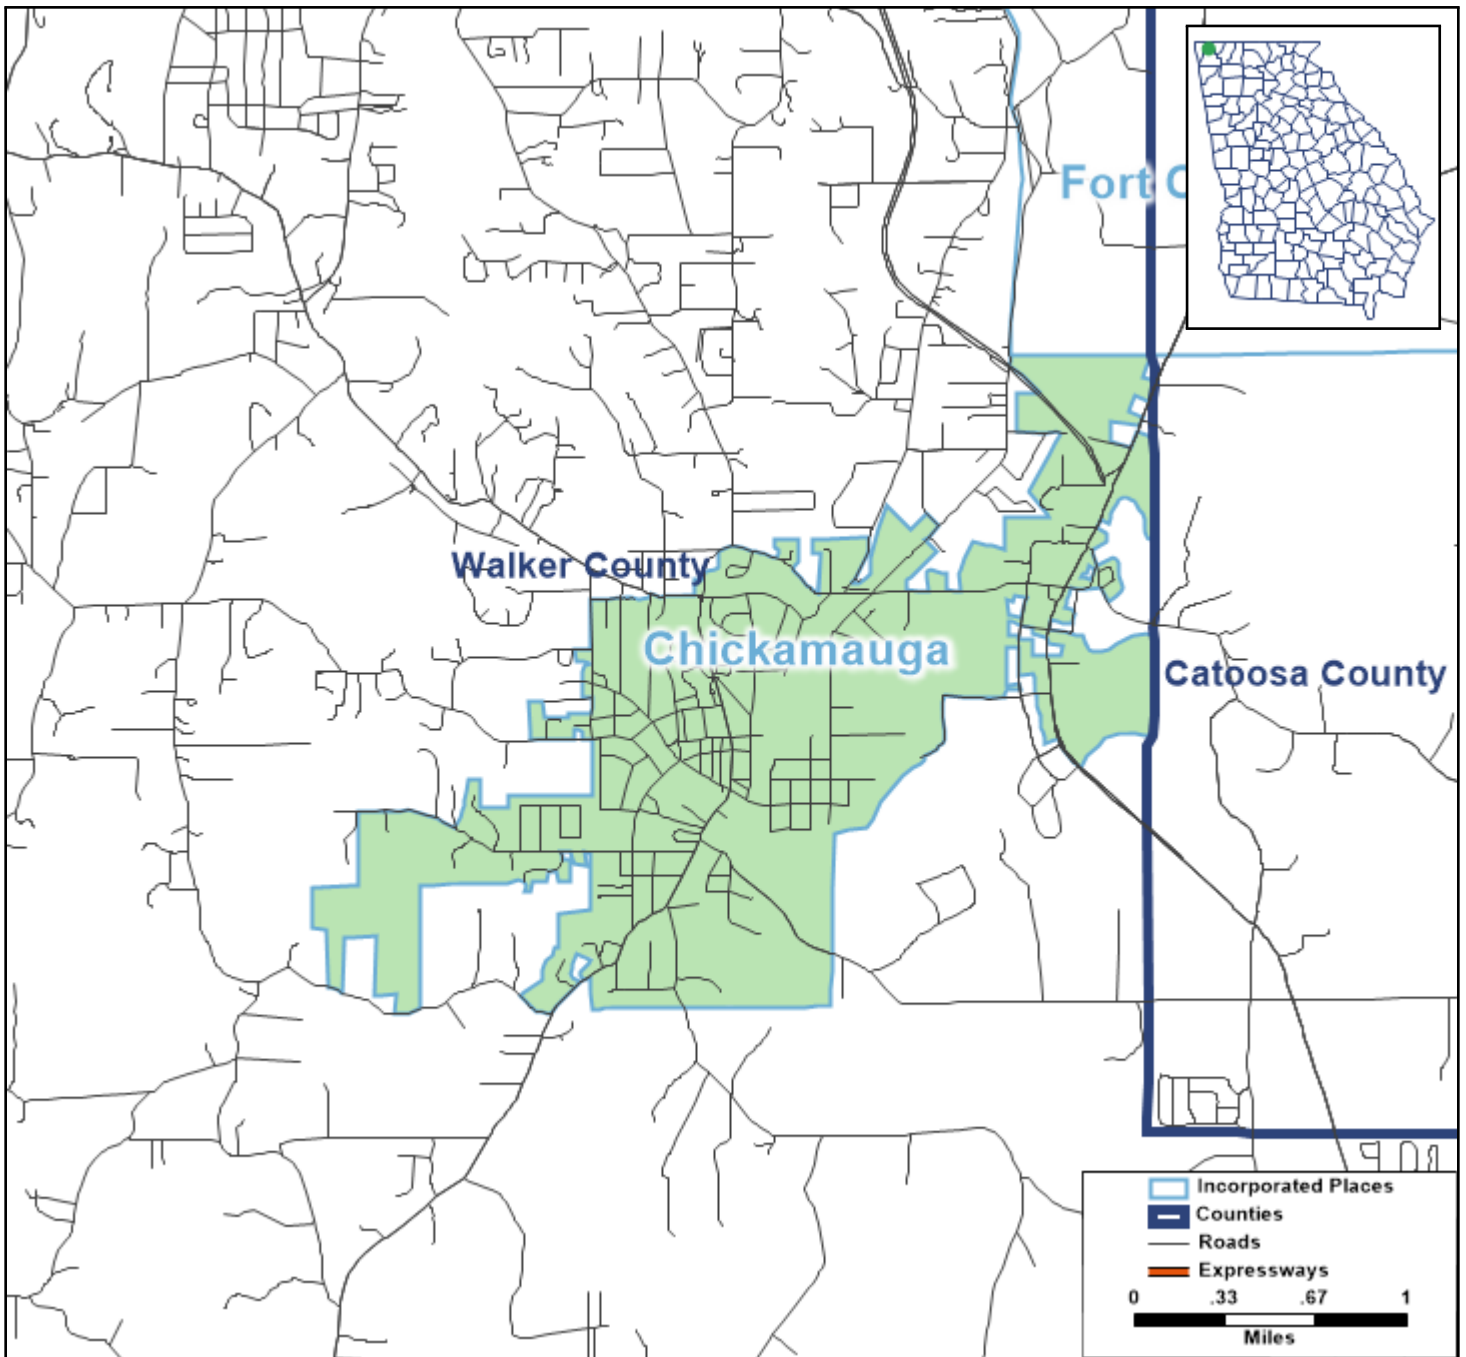 Fort C
Walker County
Chickamauga
Catoosa County
Incorporated Places
Counties
Roads
Expressways
0 .33 .67 1
Miles